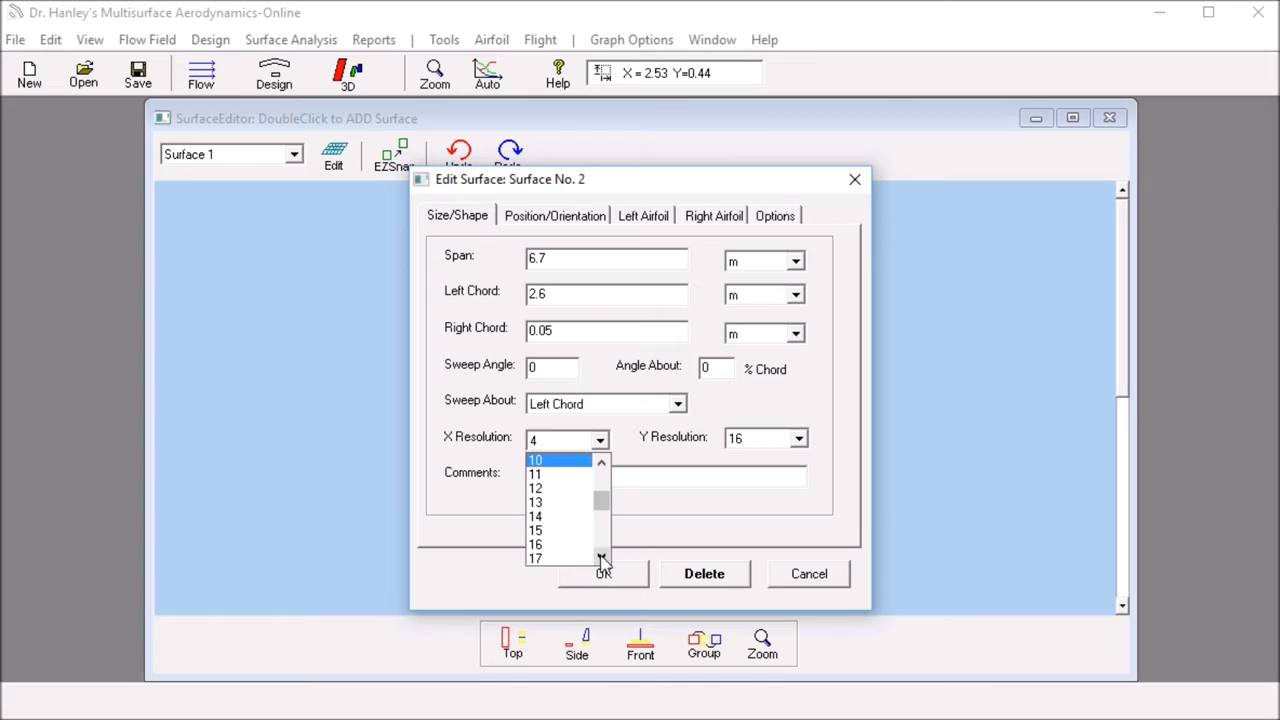 Dr. Hanley's Multisurface Aerodynamics-Online
File Edit View Flow Field Design Surface Analysis Reports | Tools Airfoil Flight | Graph Options Window Help
New Open Save Flow Design 3D Zoom Auto Help X = 2.53 Y=0.44
SurfaceEditor: DoubleClick to ADD Surface
Surface 1 Edit EZSnap Undo Redo
Edit Surface: Surface No. 2
Size/Shape Position/Orientation Left Airfoil Right Airfoil Options
Span: 6.7 m
Left Chord: 2.6 m
Right Chord: 0.05 m
Sweep Angle: 0 Angle About: 0 % Chord
Sweep About: Left Chord
X Resolution: 4 Y Resolution: 16
Comments:
10
11
12
13
14
15
16
17
OK Delete Cancel
Top Side Front Group Zoom